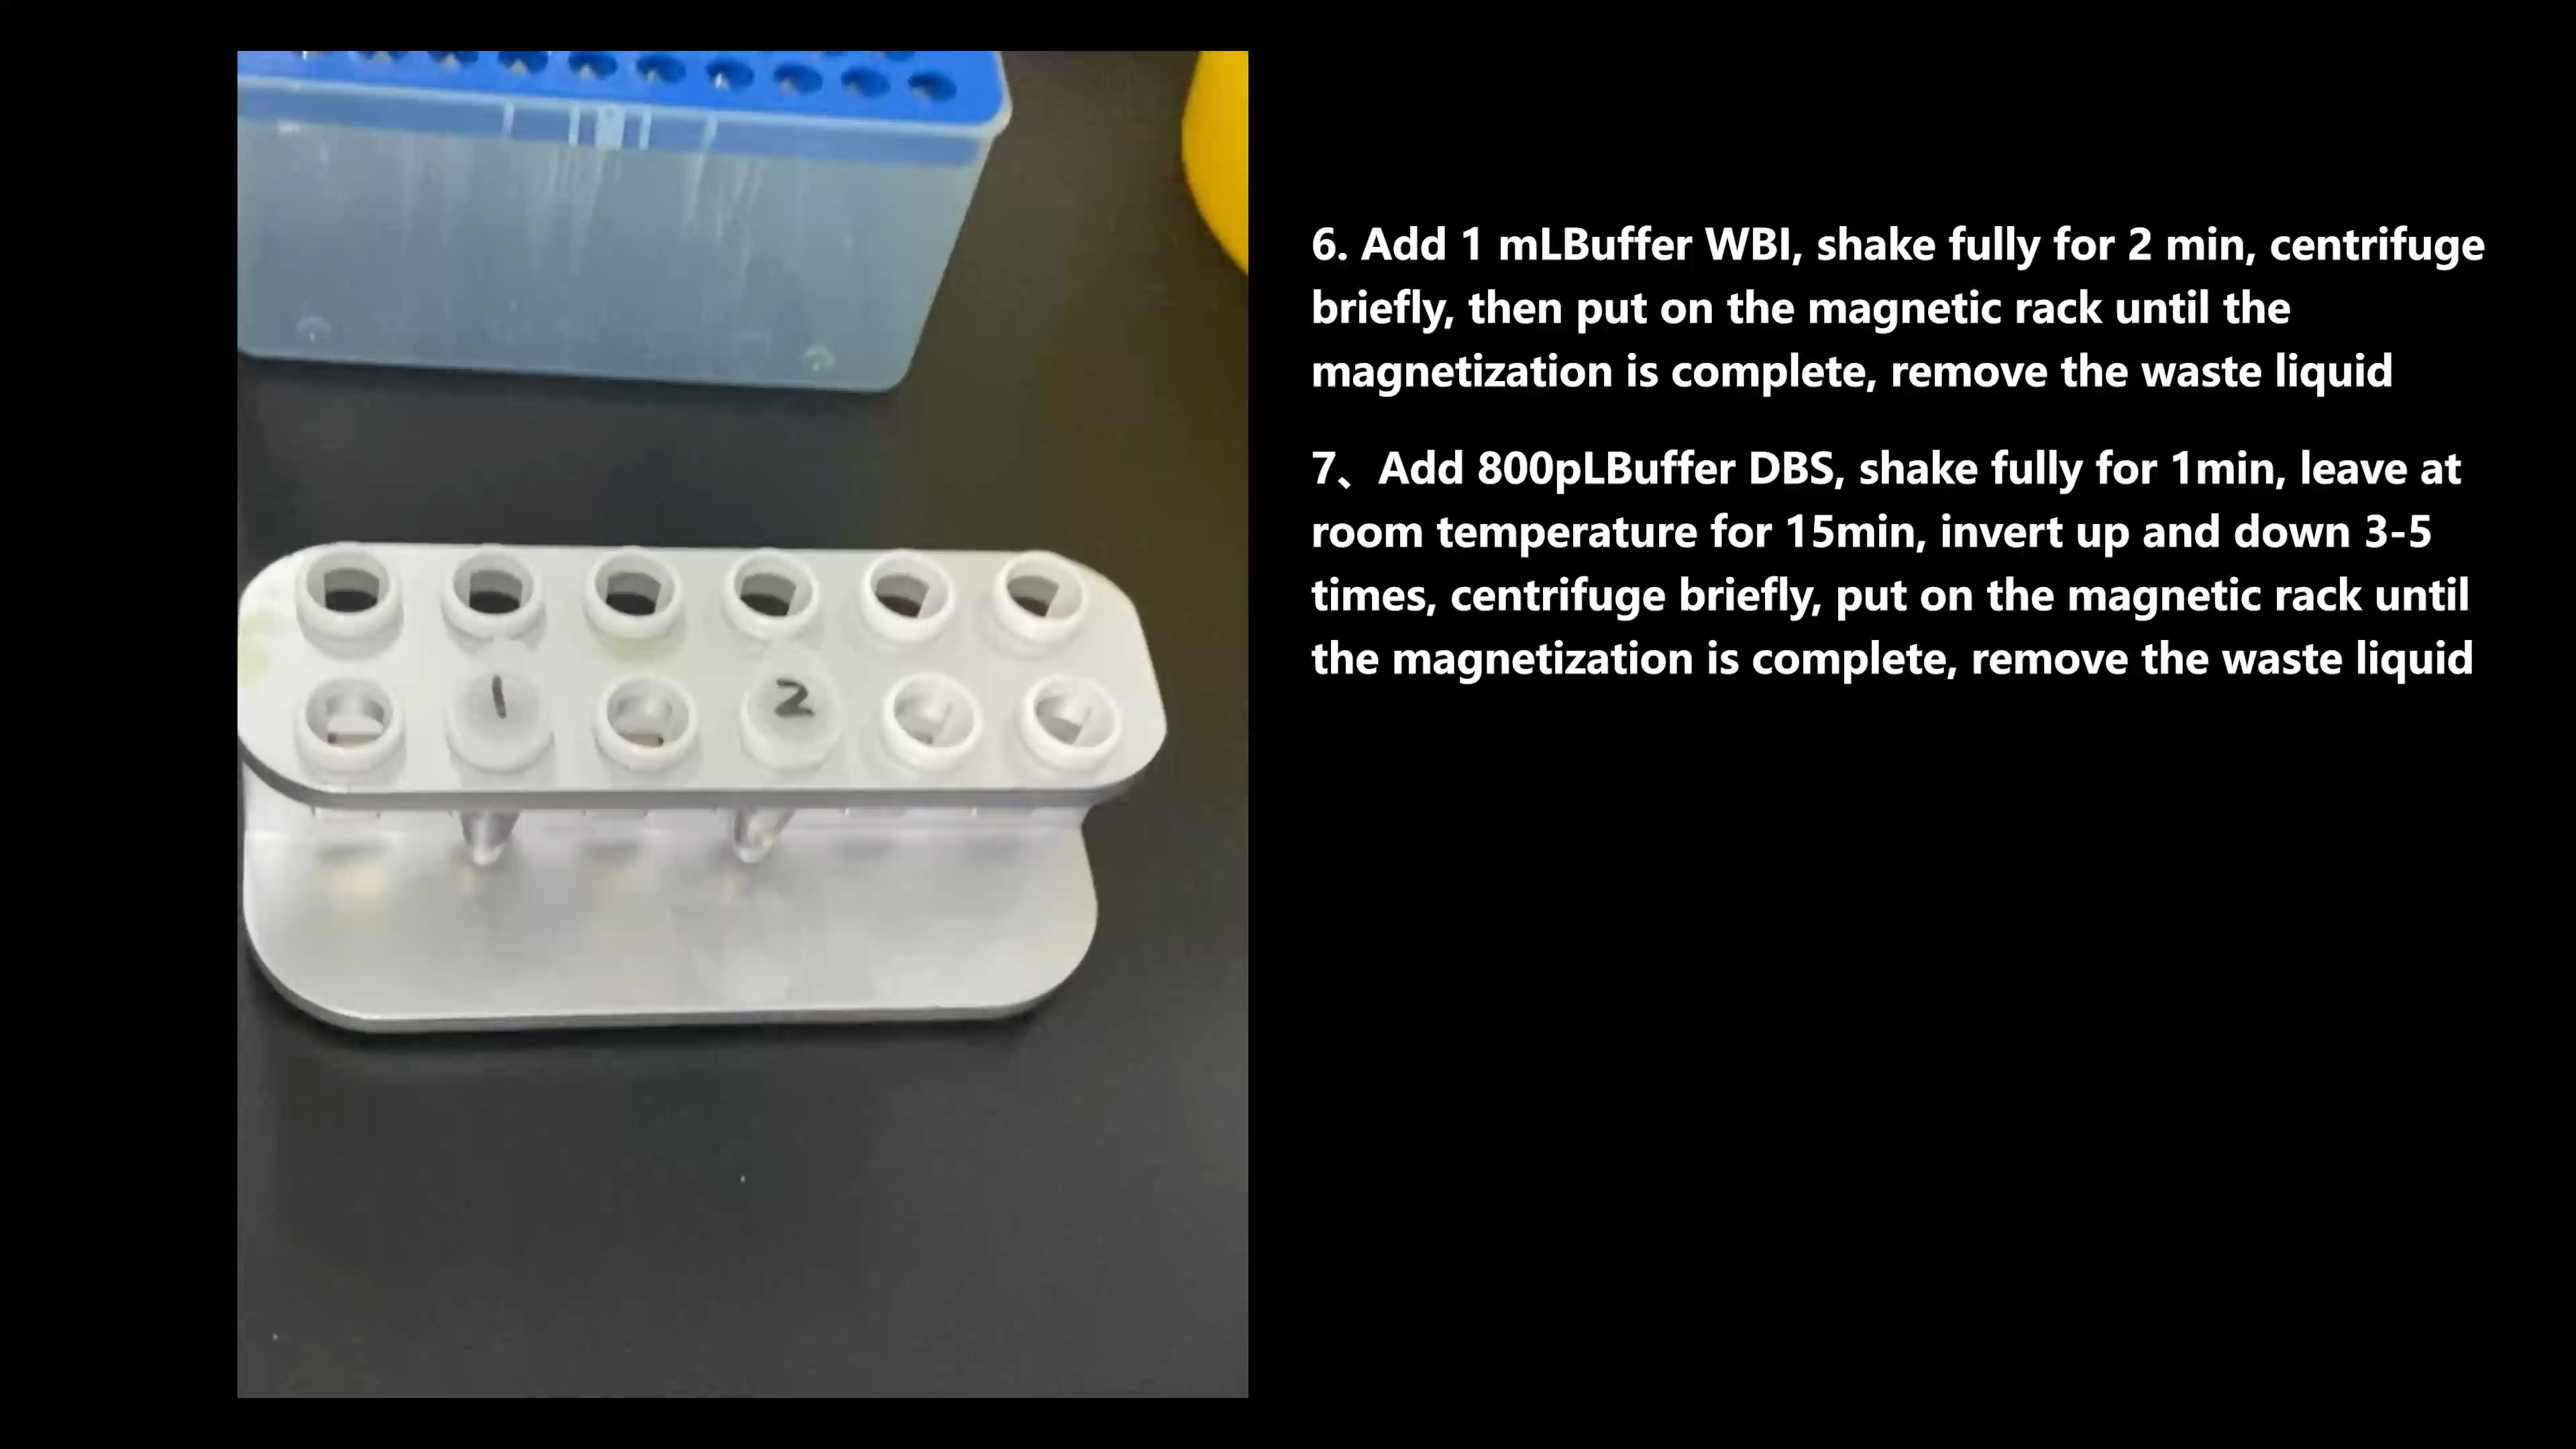 6. Add 1 mLBuffer WBI, shake fully for 2 min, centrifuge
briefly, then put on the magnetic rack until the
magnetization is complete, remove the waste liquid
7、 Add 800pLBuffer DBS, shake fully for 1min, leave at
room temperature for 15min, invert up and down 3-5
times, centrifuge briefly, put on the magnetic rack until
the magnetization is complete, remove the waste liquid
1
2